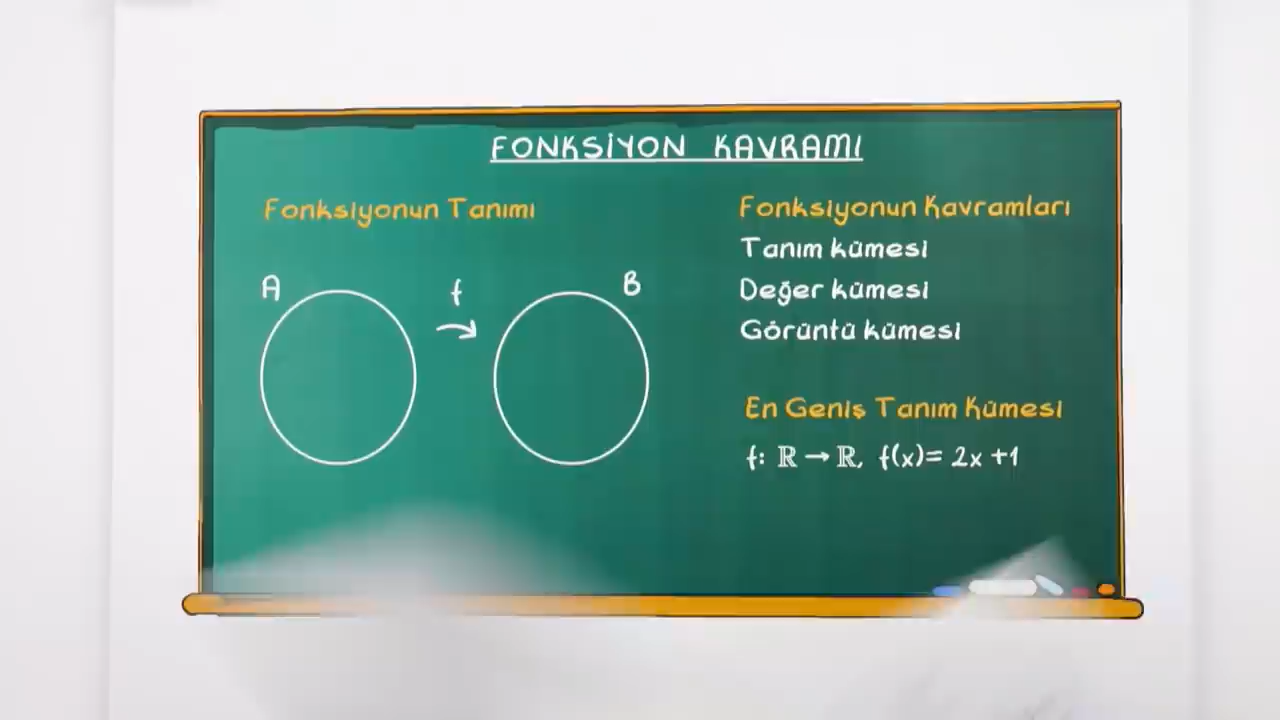 FONKSİYON KAVRAMI
Fonksiyonun Tanımı
A
f
B
Fonksiyonun Kavramları
Tanım kümesi
Değer kümesi
Görüntü kümesi
En Geniş Tanım Kümesi
f: ℝ → ℝ, f(x)= 2x +1